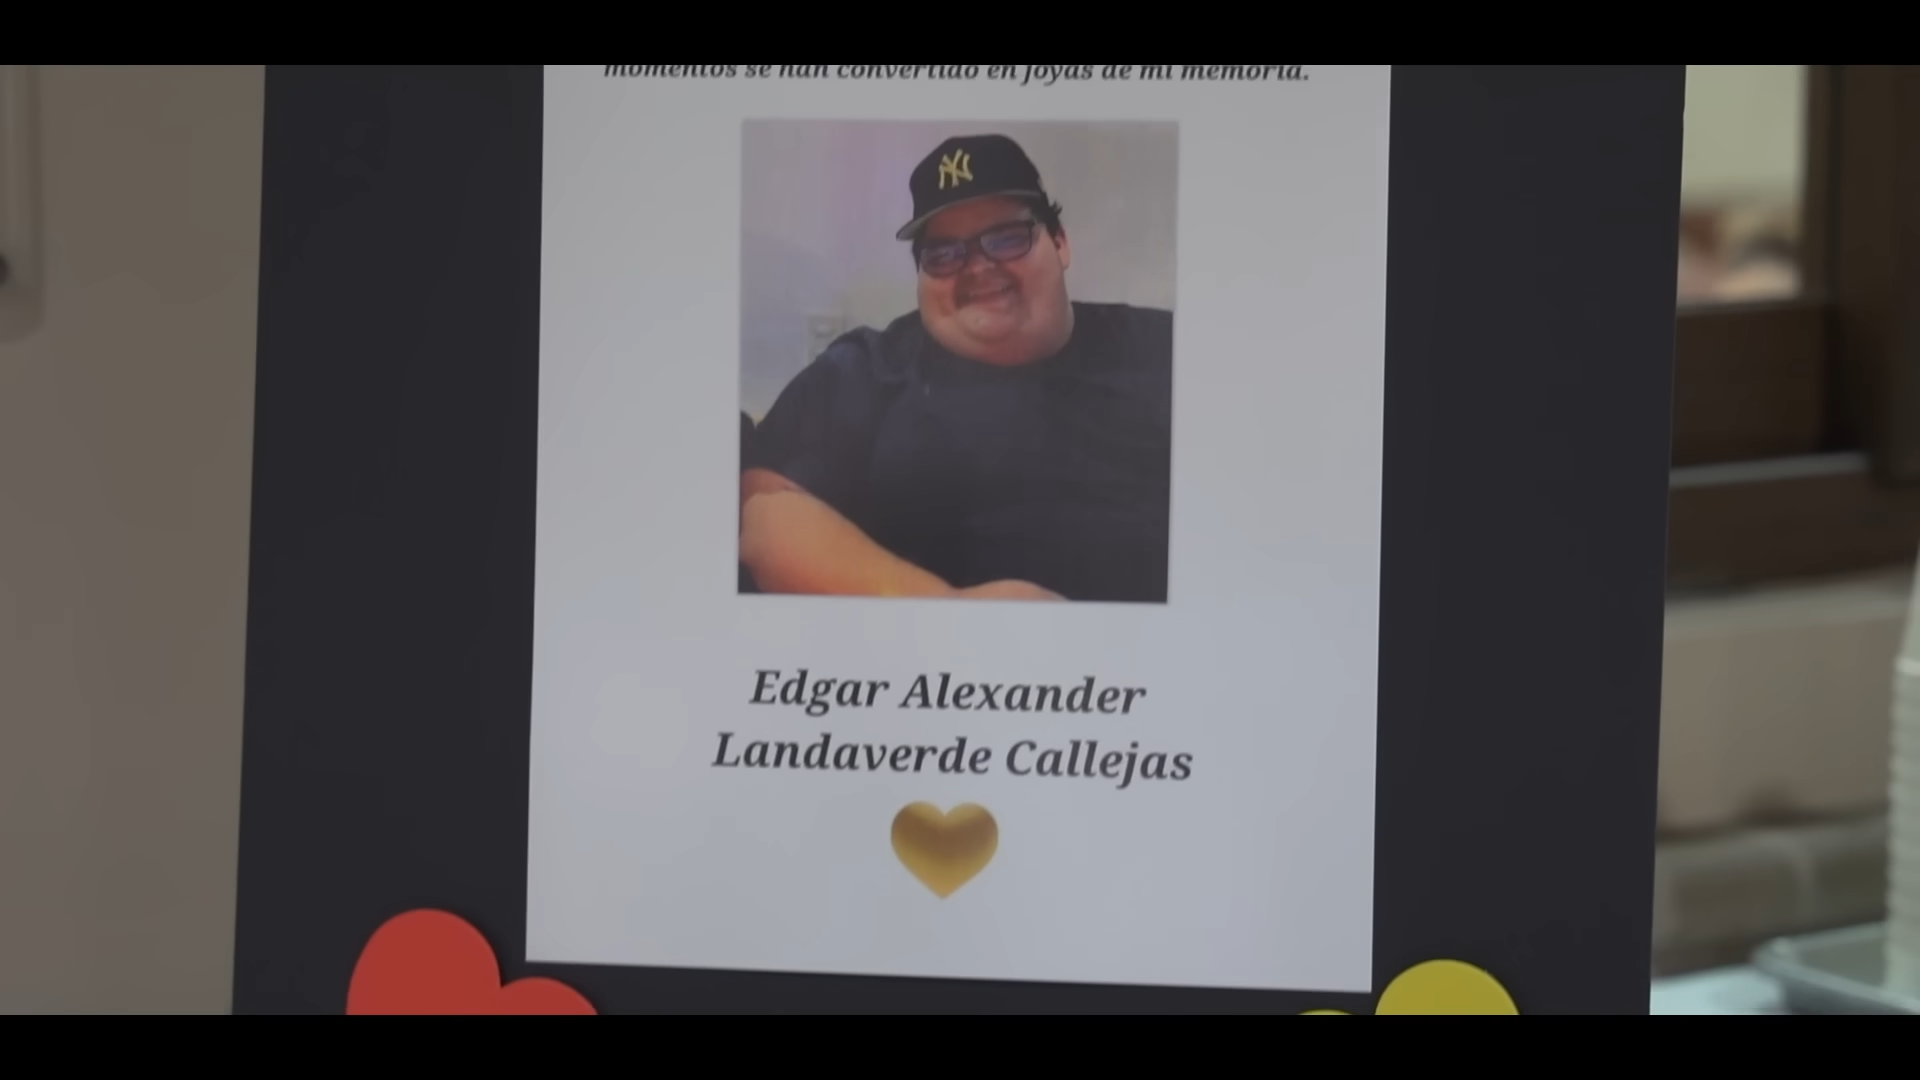 momentos se han convertido en joyas de mi memoria.
NY
Edgar Alexander
Landaverde Callejas